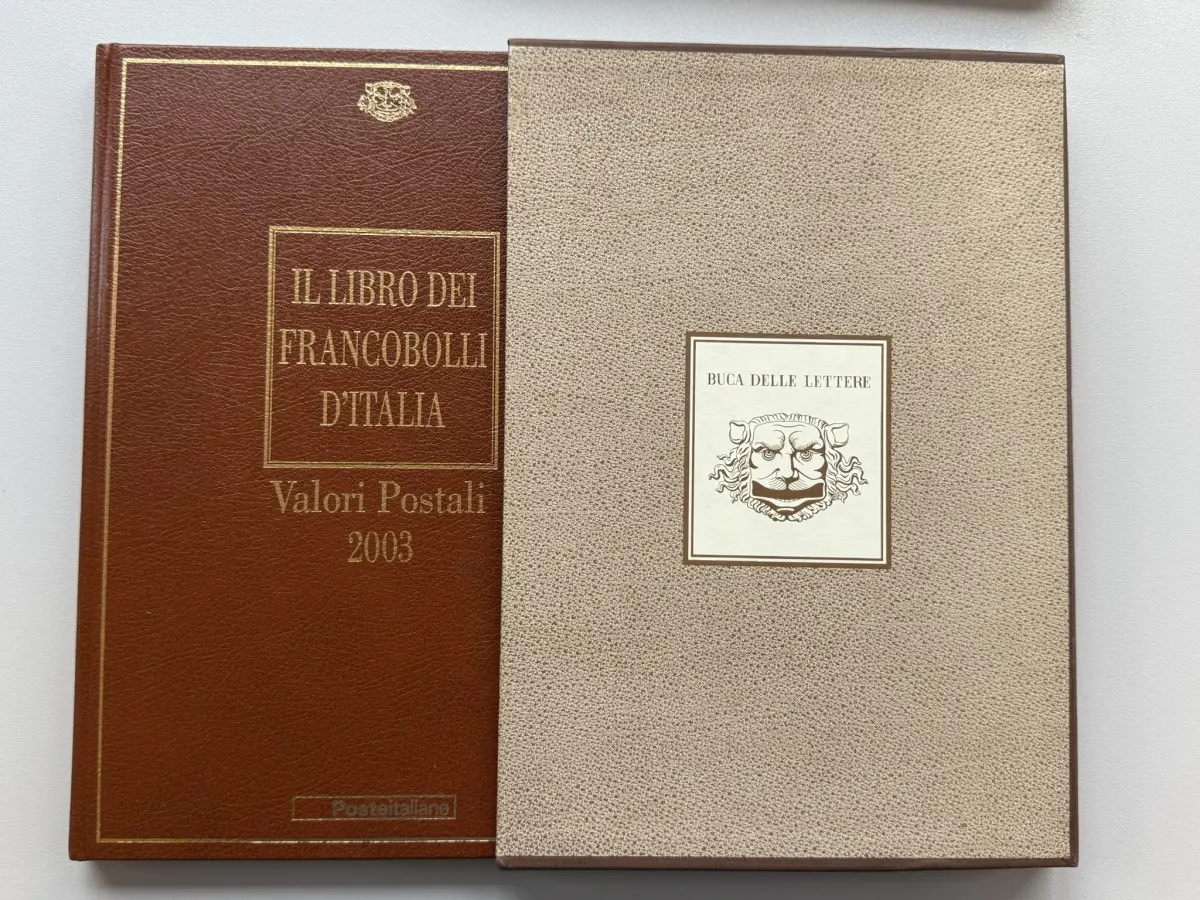 IL LIBRO DEI
FRANCOBOLLI
D'ITALIA
Valori Postali
2003
Posteitaliane
BUCA DELLE LETTERE